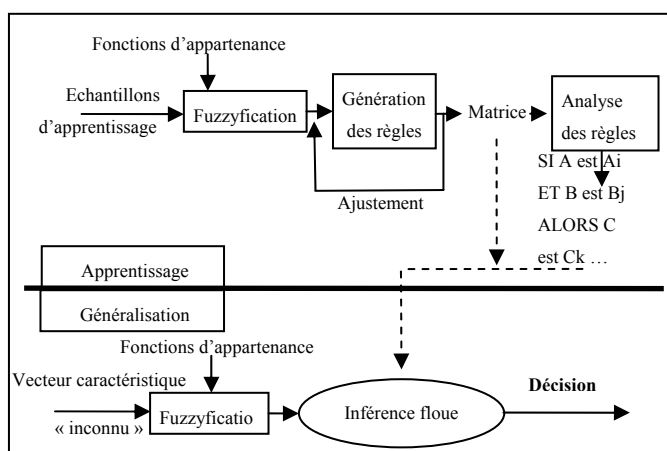 Fonctions d'appartenance
Echantillons
d'apprentissage
Fuzzyfication
Génération
des règles
Matrice
Analyse
des règles
Ajustement
SI A est Ai
ET B est Bj
ALORS C
est Ck ...
Apprentissage
Généralisation
Fonctions d'appartenance
Vecteur caractéristique
« inconnu »
Fuzzyficatio
Inférence floue
Décision